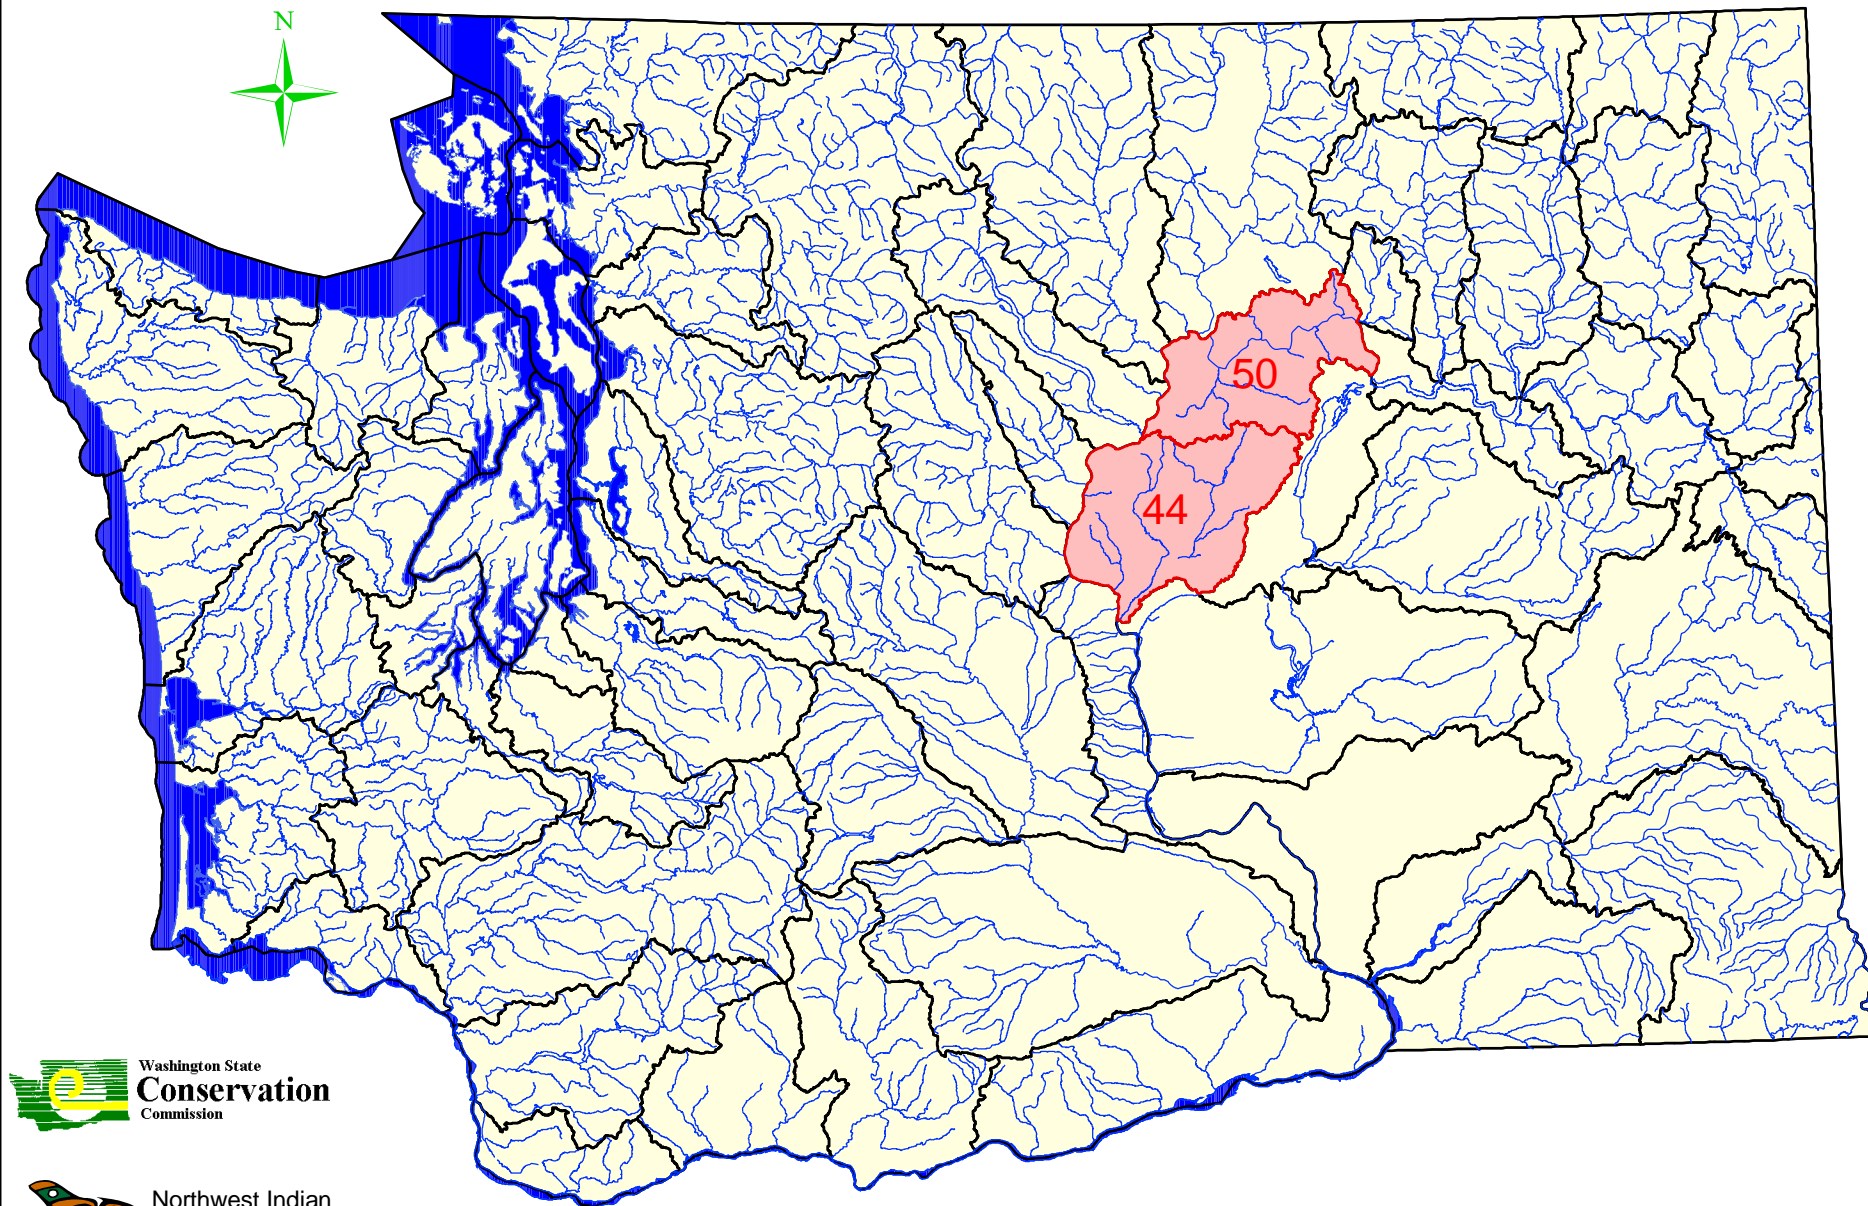 N
50
44
Washington State
Conservation
Commission
Northwest Indian